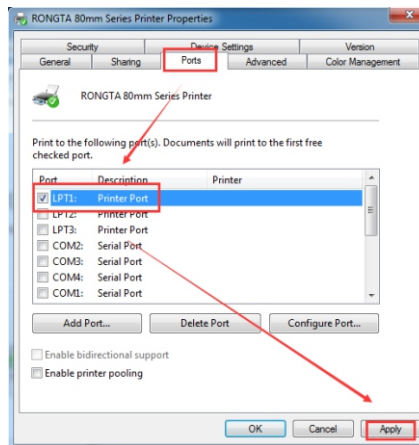 RONGTA 80mm Series Printer Properties
Security Device Settings Version
General Sharing Ports Advanced Color Management
RONGTA 80mm Series Printer
Print to the following port(s). Documents will print to the first free
checked port.
Port Description Printer
LPT1: Printer Port
LPT2: Printer Port
LPT3: Printer Port
COM2: Serial Port
COM3: Serial Port
COM4: Serial Port
COM1: Serial Port
Add Port... Delete Port Configure Port...
Enable bidirectional support
Enable printer pooling
OK Cancel Apply